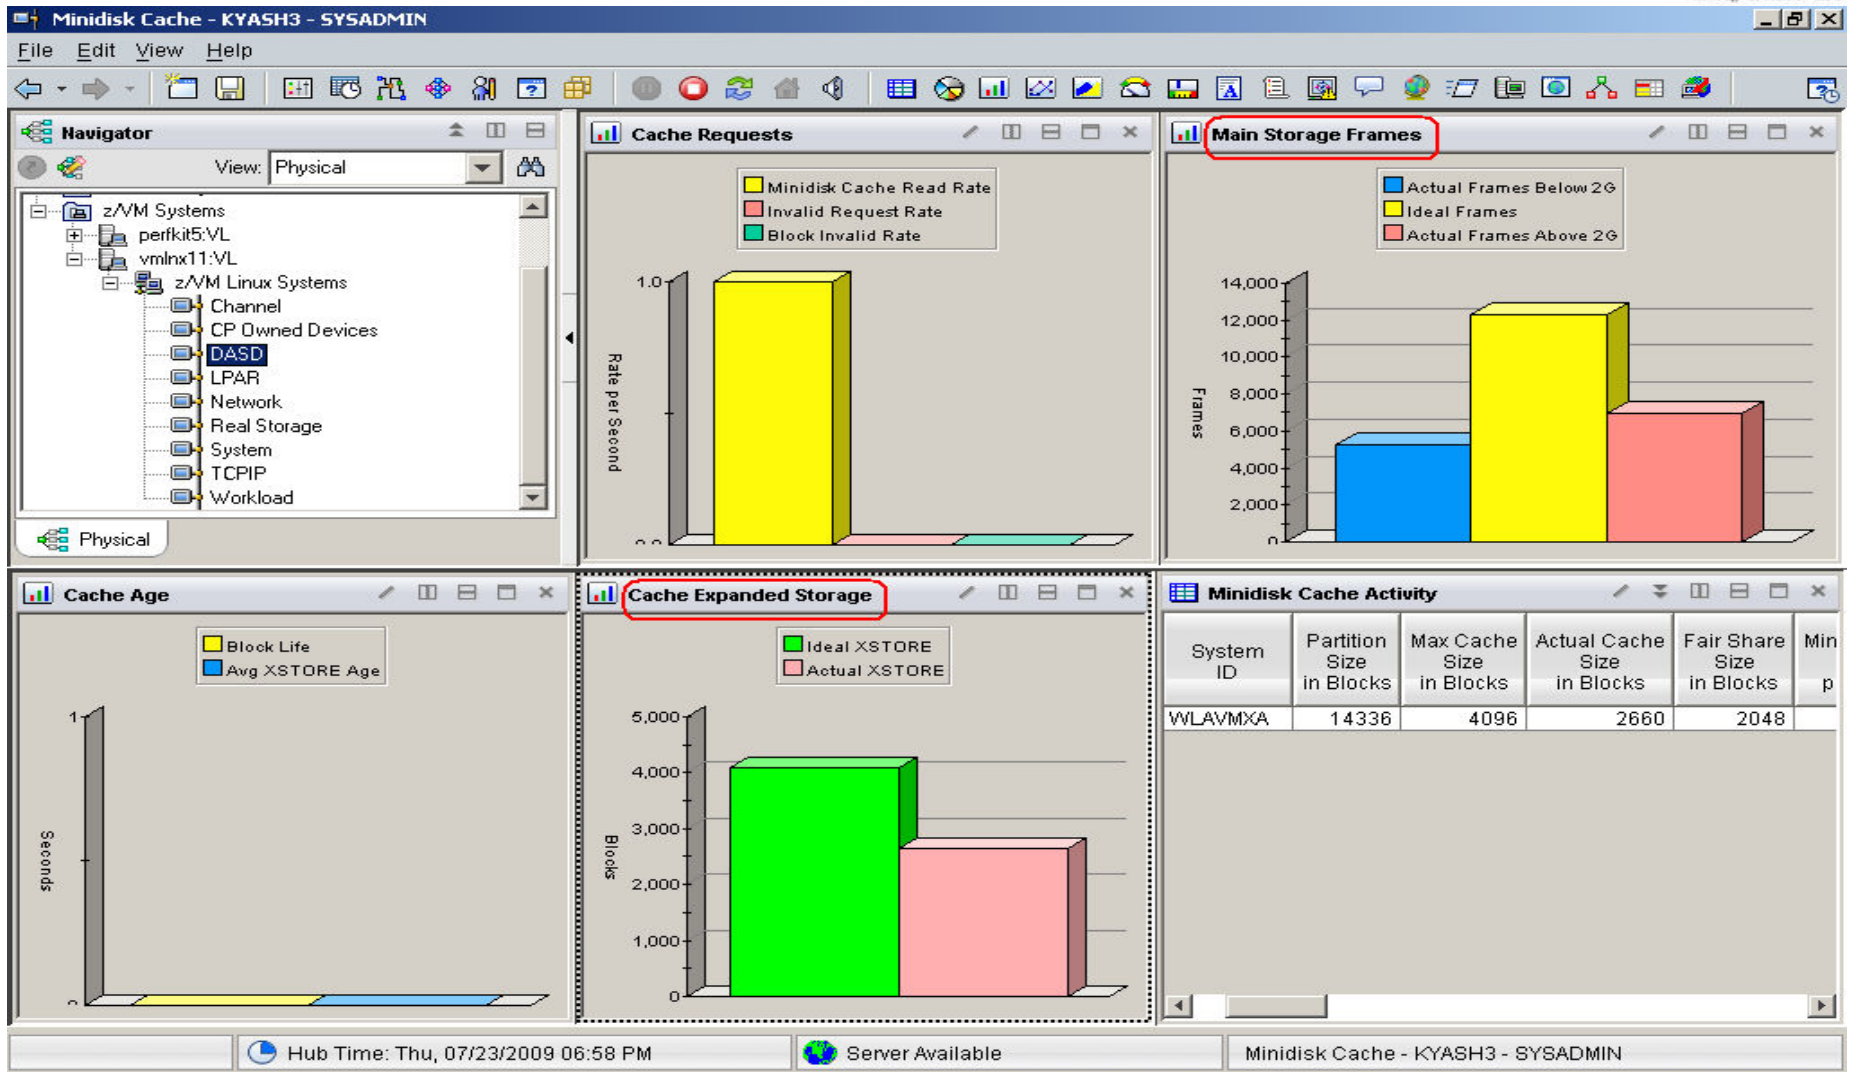 Minidisk Cache - KYASH3 - SYSADMIN
File Edit View Help
Navigator
View: Physical
z/VM Systems
perfkit5:VL
vmlnx11:VL
z/VM Linux Systems
Channel
CP Owned Devices
DASD
LPAR
Network
Real Storage
System
TCPIP
Workload
Physical
Cache Requests
Minidisk Cache Read Rate
Invalid Request Rate
Block Invalid Rate
1.0
Rate per Second
Main Storage Frames
Actual Frames Below 2G
Ideal Frames
Actual Frames Above 2G
14,000
12,000
10,000
8,000
6,000
4,000
2,000
0
Frames
Cache Age
Block Life
Avg XSTORE Age
1
Seconds
Cache Expanded Storage
Ideal XSTORE
Actual XSTORE
5,000
4,000
3,000
2,000
1,000
0
Blocks
Minidisk Cache Activity
System ID
Partition Size in Blocks
Max Cache Size in Blocks
Actual Cache Size in Blocks
Fair Share Size in Blocks
WLAVMXA 14336 4096 2660 2048
Hub Time: Thu, 07/23/2009 06:58 PM
Server Available
Minidisk Cache - KYASH3 - SYSADMIN